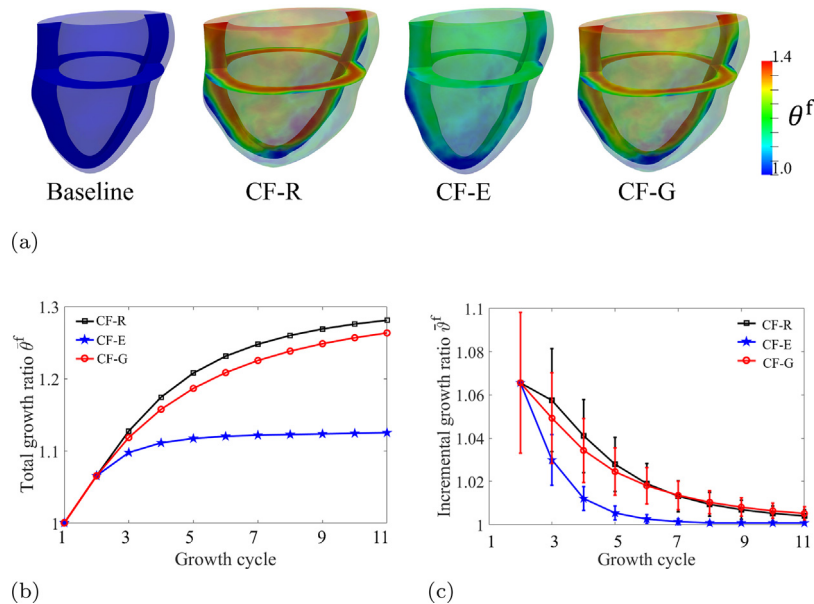 1.4
θᶠ
1.0
Baseline CF-R CF-E CF-G
(a)
1.3
1.2
1.1
1
Total growth ratio θᶠ
CF-R
CF-E
CF-G
1 3 5 7 9 11
Growth cycle
(b)
1.1
1.08
1.06
1.04
1.02
1
Incremental growth ratio ϑ̄ᶠ
CF-R
CF-E
CF-G
1 3 5 7 9 11
Growth cycle
(c)